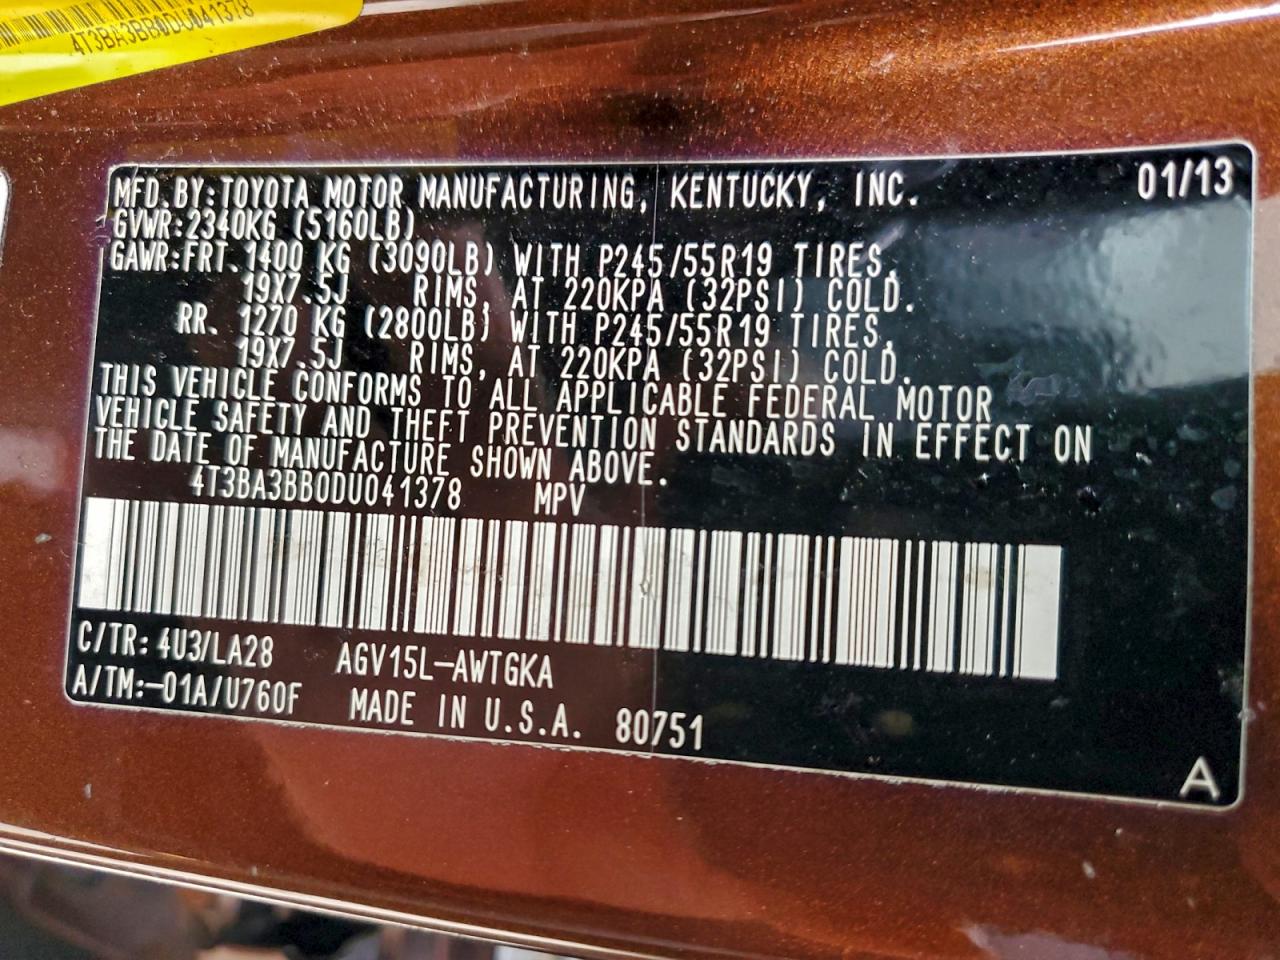 4T3BA3BB0DU041378
MFD.BY:TOYOTA MOTOR MANUFACTURING, KENTUCKY, INC. 01/13
GVWR:2340KG (5160LB)
GAWR:FRT.1400 KG (3090LB) WITH P245/55R19 TIRES,
19X7.5J RIMS, AT 220KPA (32PSI) COLD.
RR. 1270 KG (2800LB) WITH P245/55R19 TIRES,
19X7.5J RIMS, AT 220KPA (32PSI) COLD.
THIS VEHICLE CONFORMS TO ALL APPLICABLE FEDERAL MOTOR
VEHICLE SAFETY AND THEFT PREVENTION STANDARDS IN EFFECT ON
THE DATE OF MANUFACTURE SHOWN ABOVE.
4T3BA3BB0DU041378 MPV
C/TR: 4U3/LA28 AGV15L-AWTGKA
A/TM:-01A/U760F MADE IN U.S.A. 80751
A